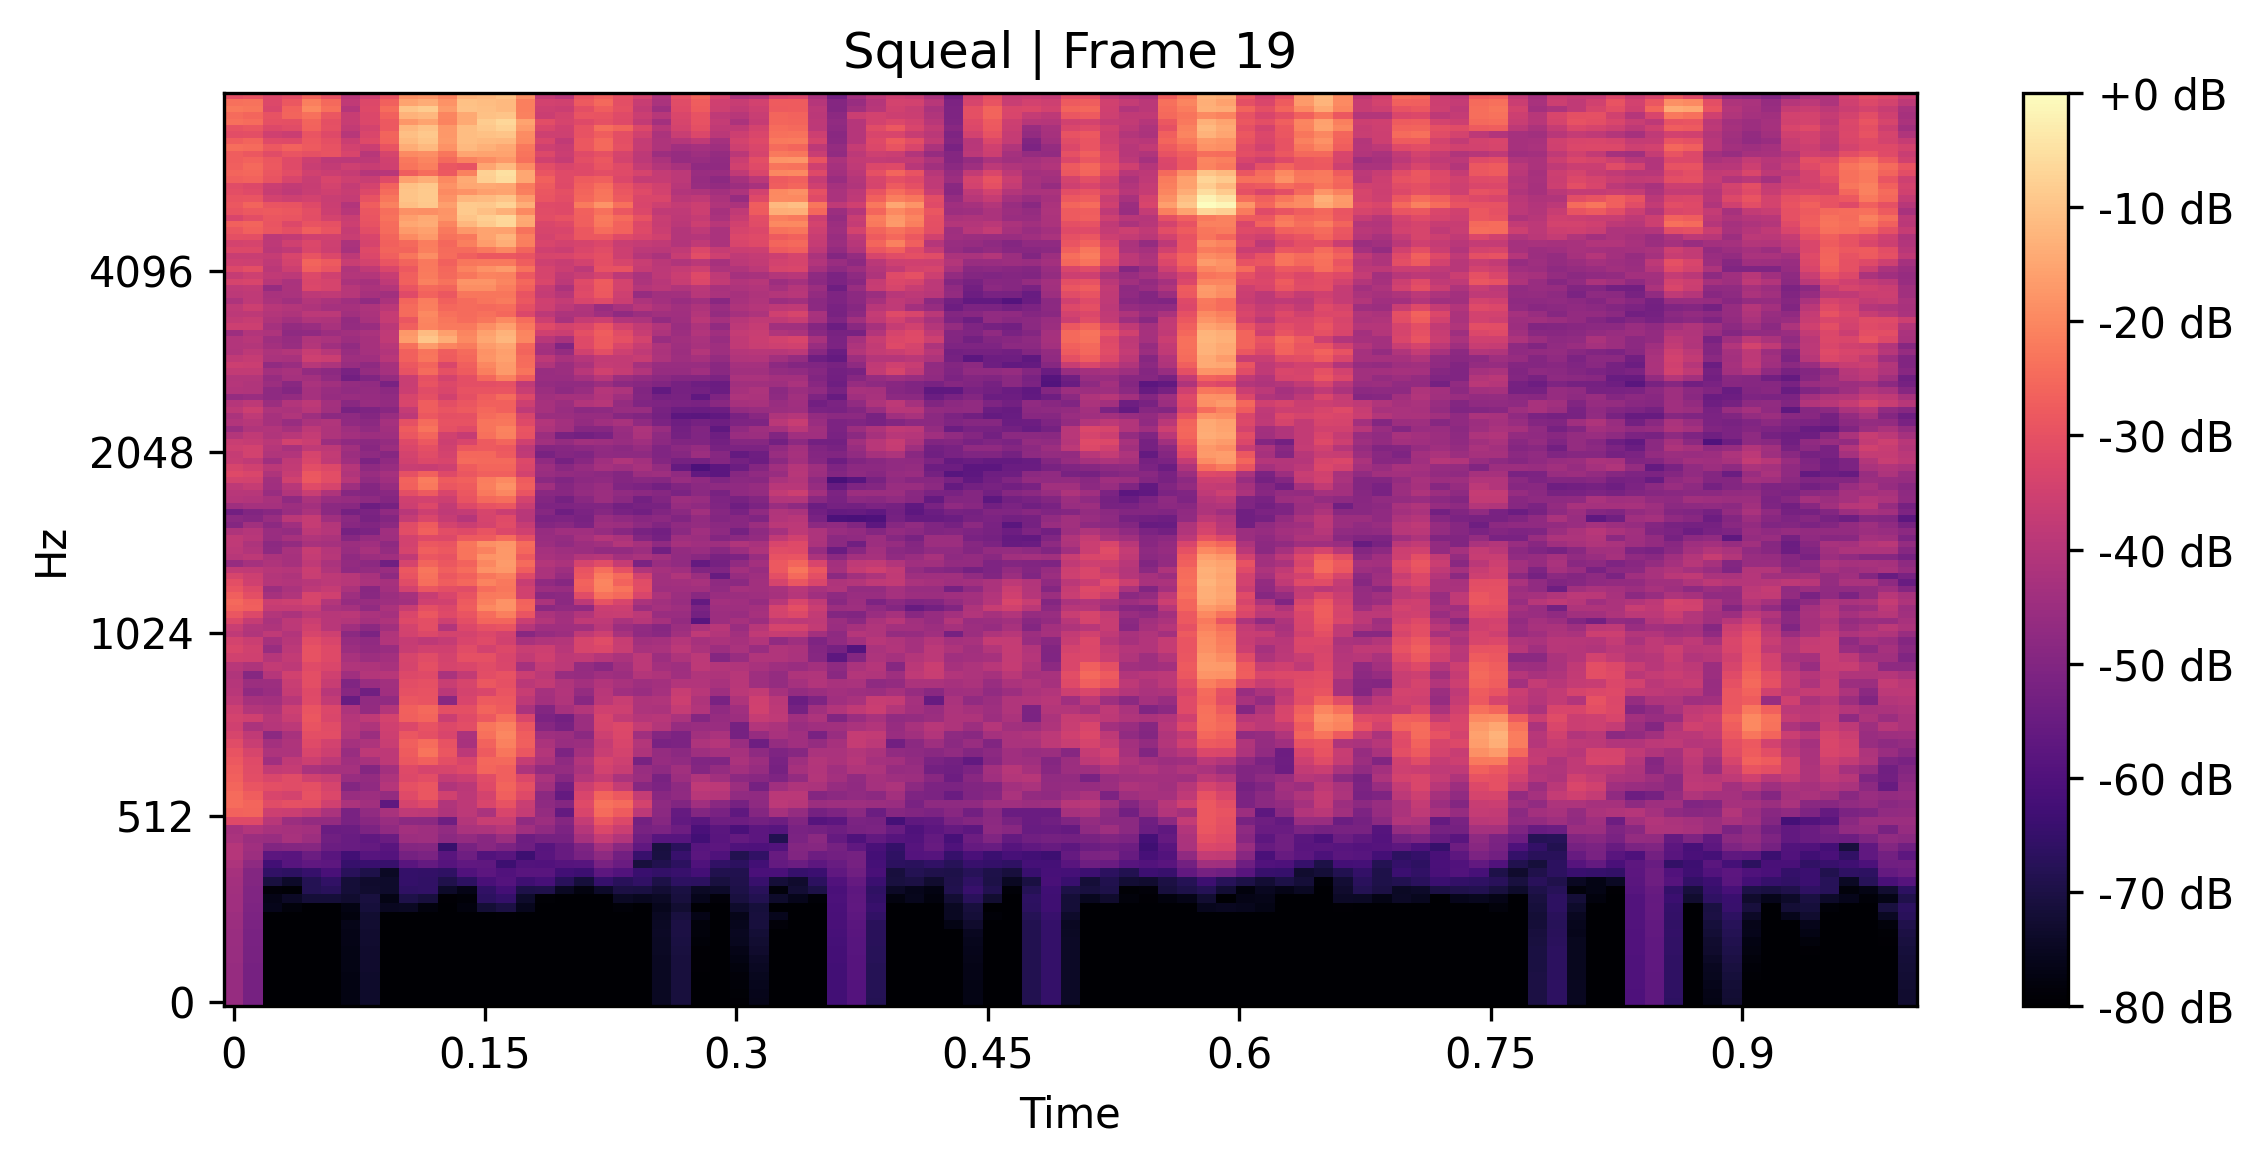 Squeal | Frame 19
+0 dB
-10 dB
-20 dB
-30 dB
-40 dB
-50 dB
-60 dB
-70 dB
-80 dB
Hz
4096
2048
1024
512
0
0 0.15 0.3 0.45 0.6 0.75 0.9
Time